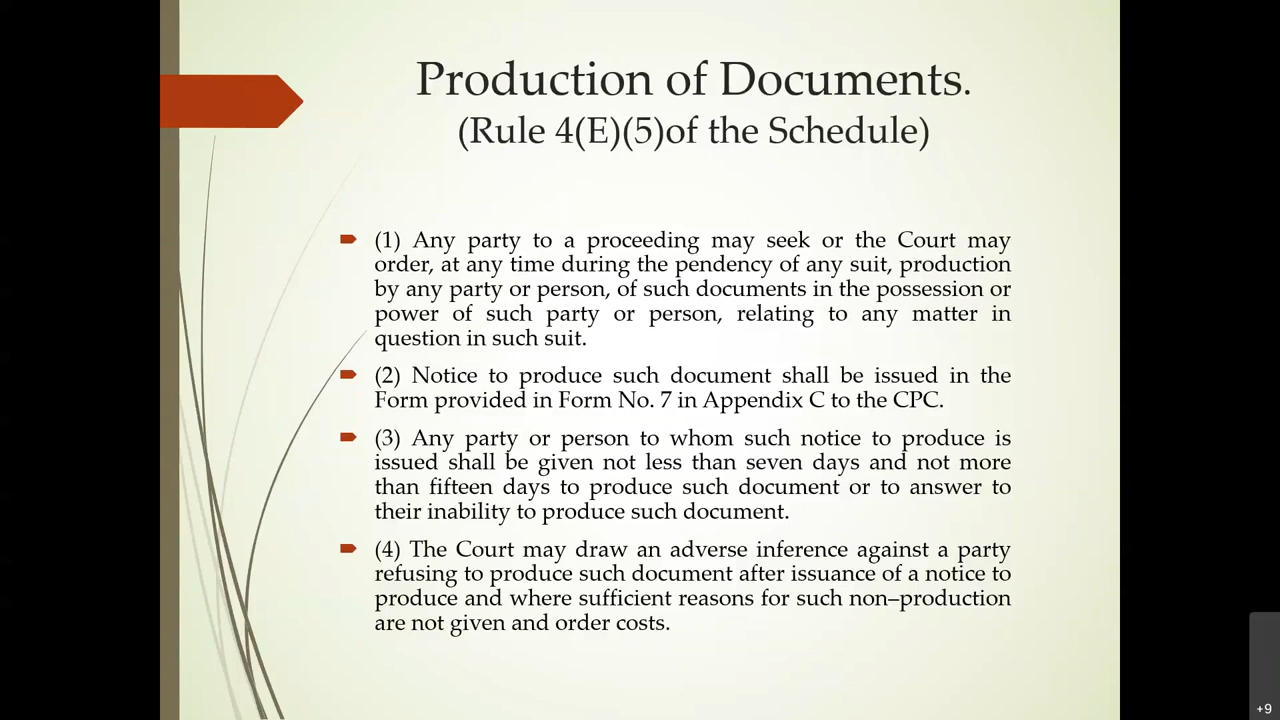 Production of Documents.
(Rule 4(E)(5)of the Schedule)
(1) Any party to a proceeding may seek or the Court may
order, at any time during the pendency of any suit, production
by any party or person, of such documents in the possession or
power of such party or person, relating to any matter in
question in such suit.
(2) Notice to produce such document shall be issued in the
Form provided in Form No. 7 in Appendix C to the CPC.
(3) Any party or person to whom such notice to produce is
issued shall be given not less than seven days and not more
than fifteen days to produce such document or to answer to
their inability to produce such document.
(4) The Court may draw an adverse inference against a party
refusing to produce such document after issuance of a notice to
produce and where sufficient reasons for such non–production
are not given and order costs.
+9